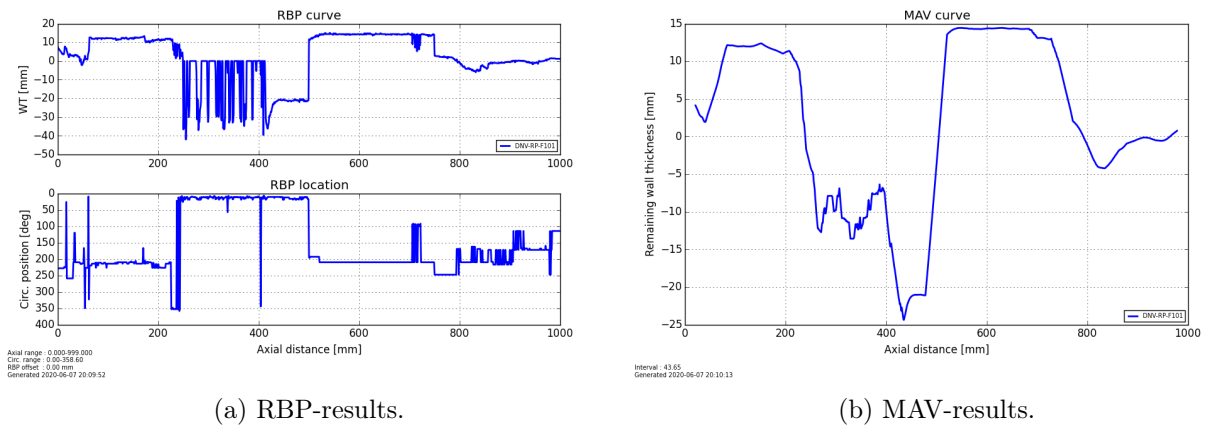 RBP curve
WT [mm]
20
10
0
−10
−20
−30
−40
−50
DNV-RP-F101
0 200 400 600 800 1000
RBP location
Circ. position [deg]
0
50
100
150
200
250
300
350
400
0 200 400 600 800 1000
Axial distance [mm]
Axial range : 0.000-999.000
Circ. range : 0.00-358.60
RBP offset : 0.00 mm
Generated 2020-06-07 20:09:52
(a) RBP-results.
MAV curve
Remaining wall thickness [mm]
15
10
5
0
−5
−10
−15
−20
−25
DNV-RP-F101
0 200 400 600 800 1000
Axial distance [mm]
Interval : 43.65
Generated 2020-06-07 20:10:13
(b) MAV-results.